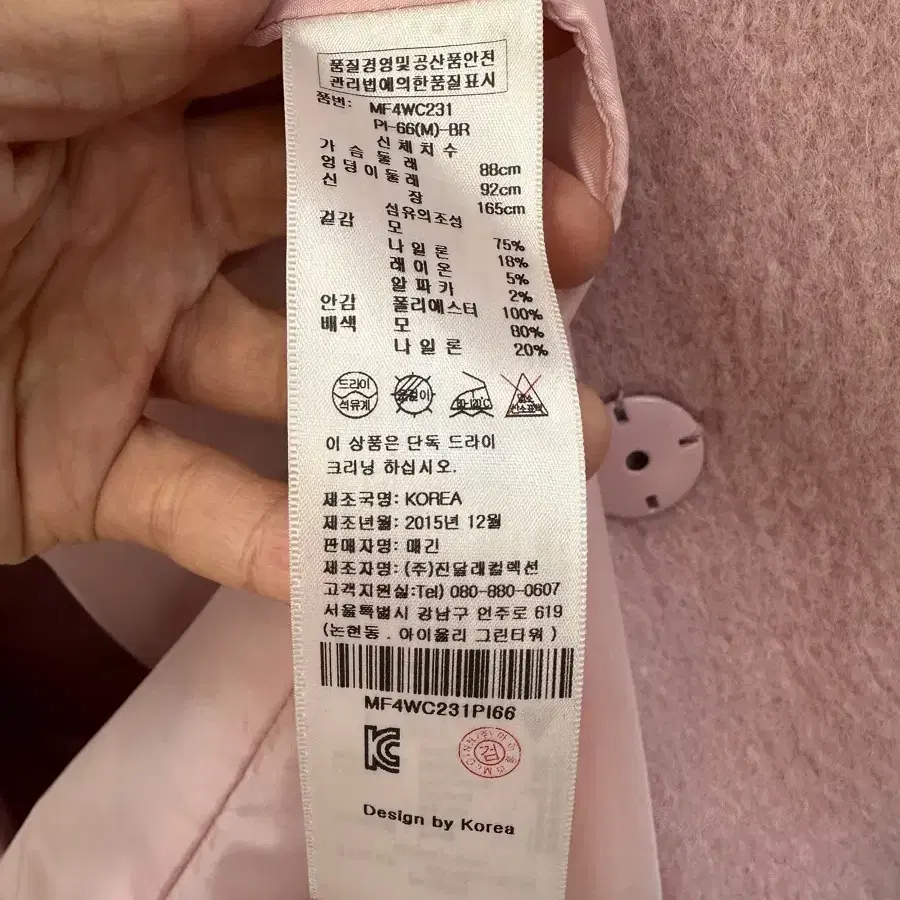 품질경영및공산품안전
관리법에의한품질표시
품번: MF4WC231
PI-66(M)-BR
신체치수
가슴둘레 88cm
엉덩이둘레 92cm
신장 165cm
섬유의조성
겉감 모 75%
나일론 18%
레이온 5%
알파카 2%
안감 폴리에스터 100%
배색 모 80%
나일론 20%
드라이
석유계
80-120°C
이 상품은 단독 드라이
크리닝 하십시오.
제조국명: KOREA
제조년월: 2015년 12월
판매자명: 매긴
제조자명: (주)진달래컬렉션
고객지원실:Tel) 080-880-0607
서울특별시 강남구 언주로 619
(논현동 . 아이올리 그린타워 )
MF4WC231PI66
검
Design by Korea